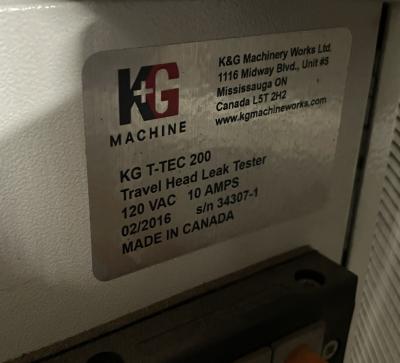 K+G
MACHINE
K&G Machinery Works Ltd.
1116 Midway Blvd., Unit #5
Mississauga ON
Canada L5T 2H2
www.kgmachineworks.com
KG T-TEC 200
Travel Head Leak Tester
120 VAC 10 AMPS
02/2016 s/n 34307-1
MADE IN CANADA